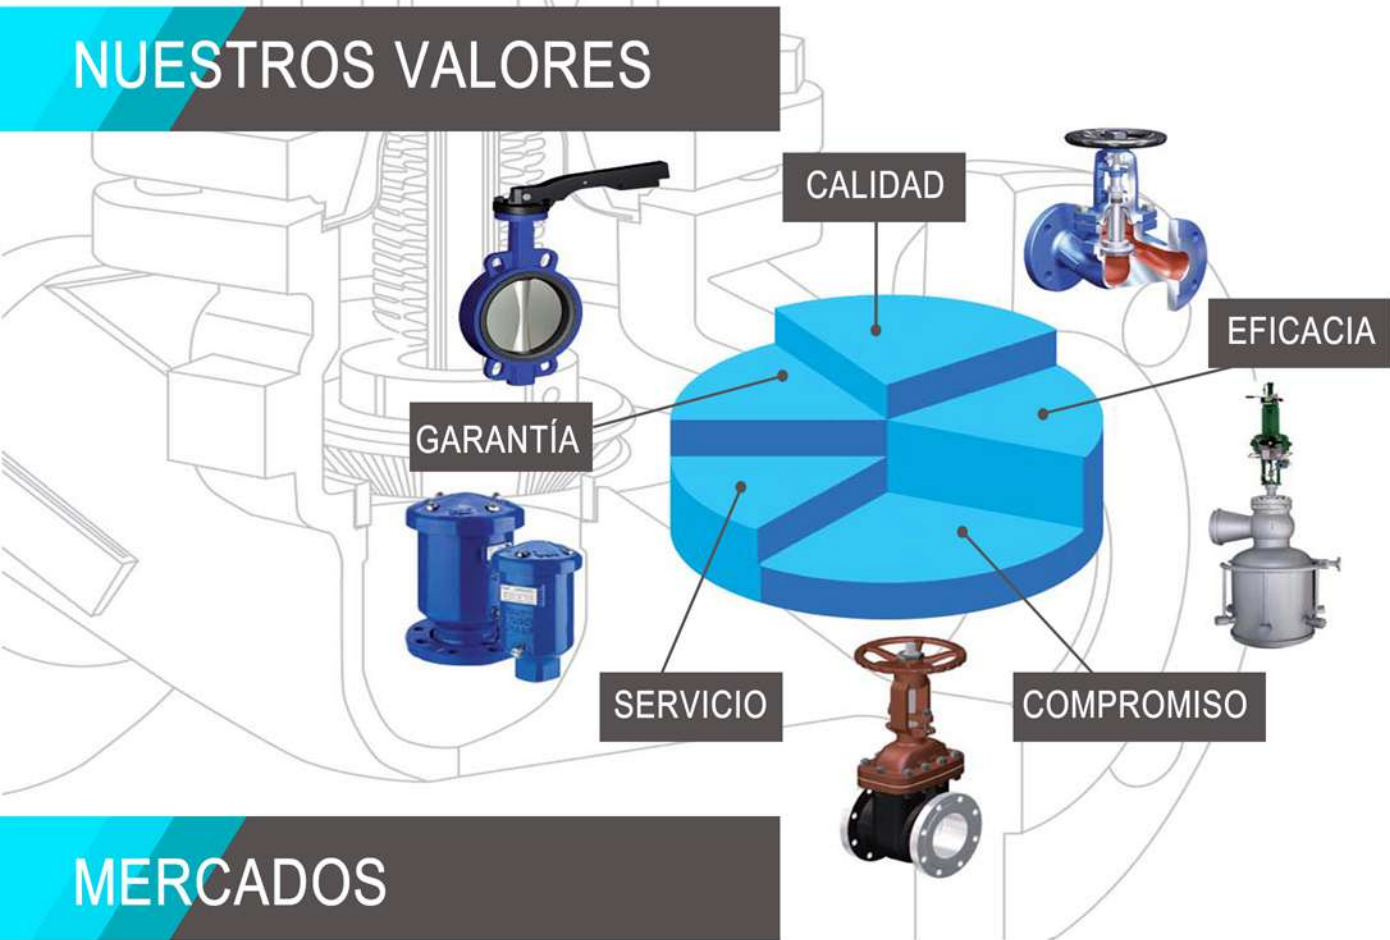 NUESTROS VALORES
CALIDAD
EFICACIA
GARANTÍA
SERVICIO
COMPROMISO
MERCADOS